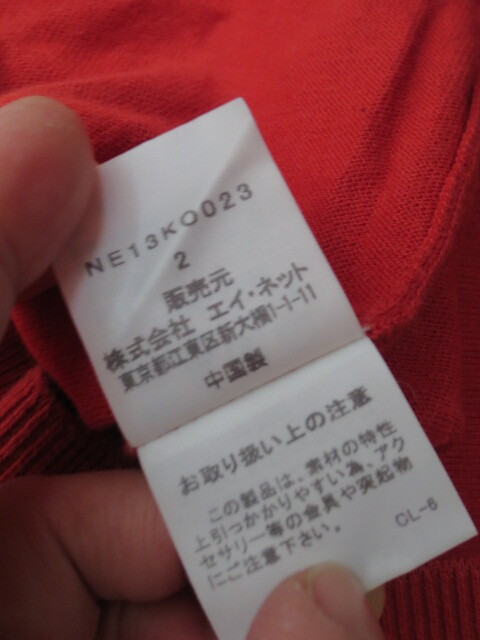 NE13KO023
2
販売元
株式会社 エイ・ネット
東京都江東区新大橋1-1-11
中国製
お取り扱い上の注意
この製品は、素材の特性
上引っかかりやすい為、アク
セサリー等の金具や突起物
にご注意下さい。
CL-6